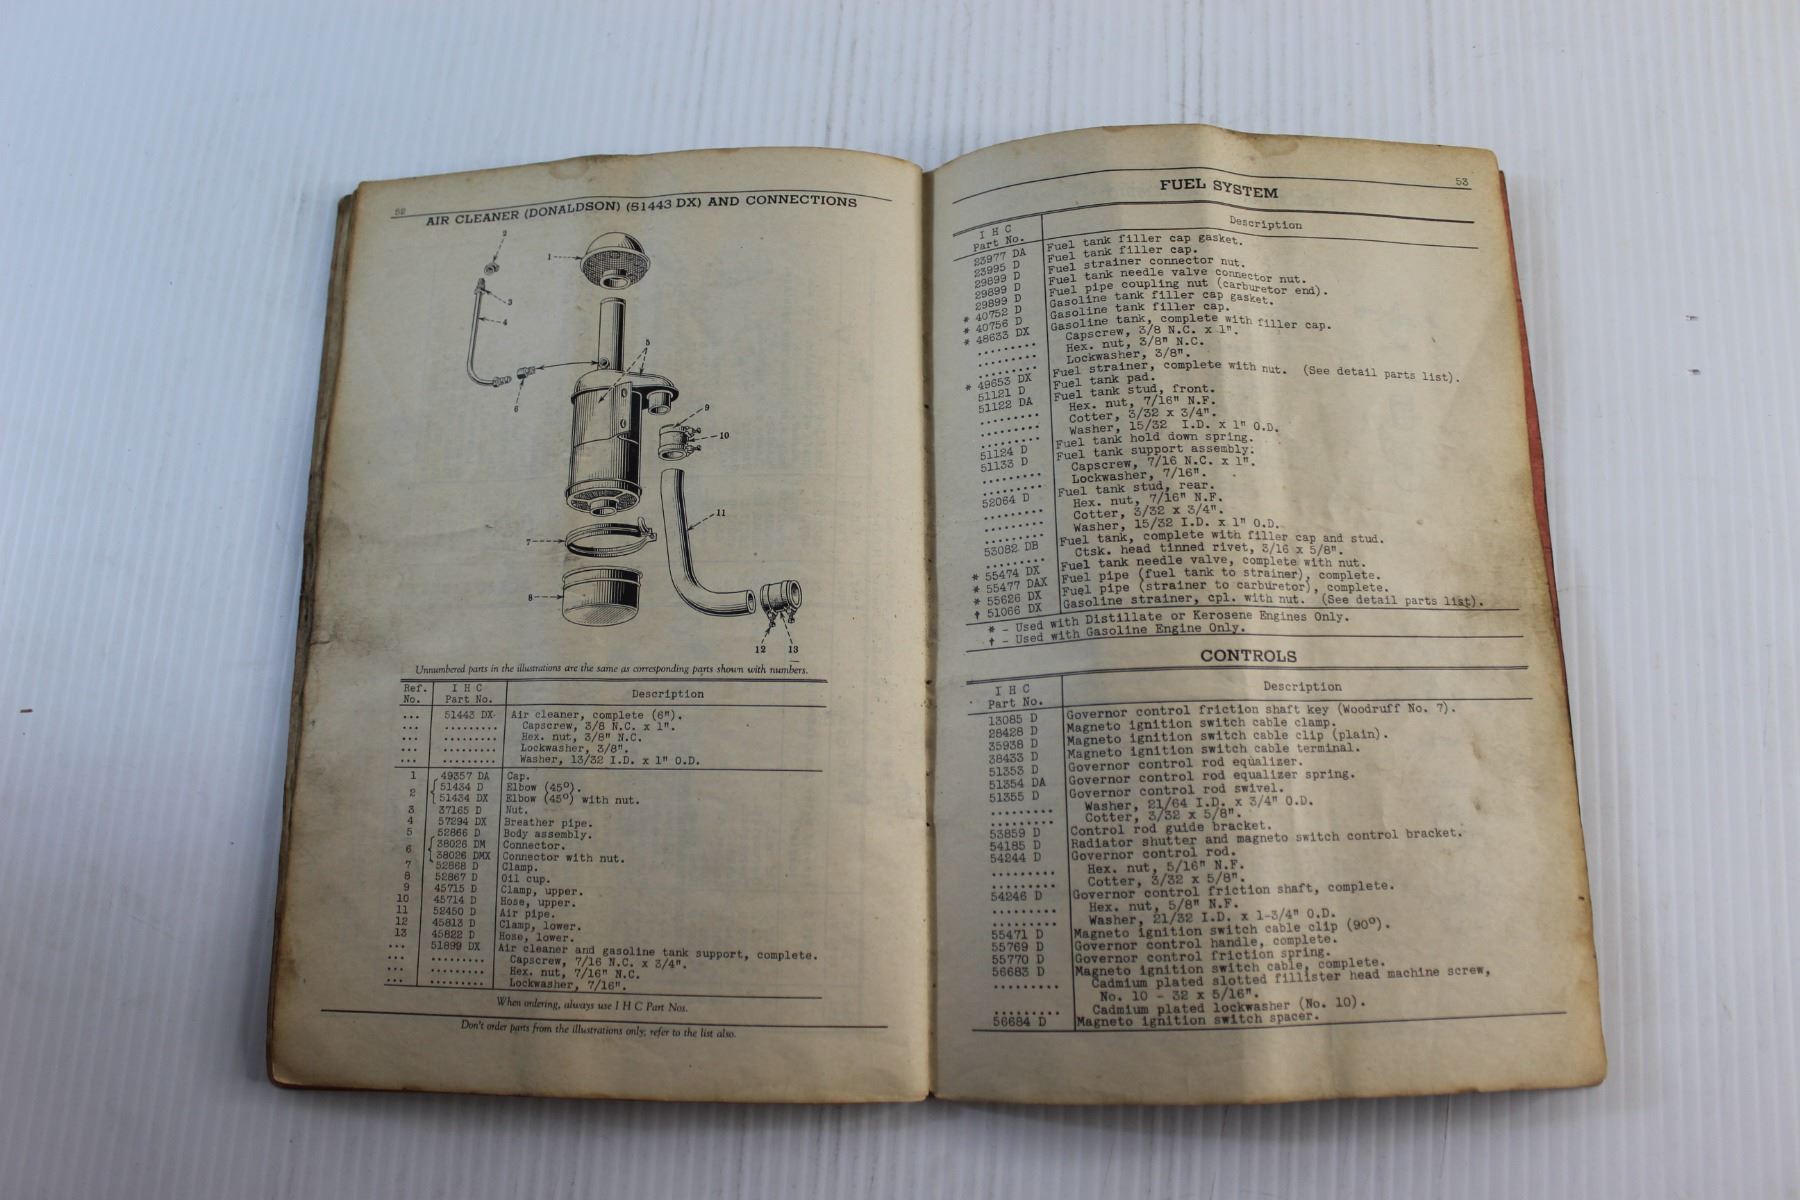 52
AIR CLEANER (DONALDSON) (51443 DX) AND CONNECTIONS
2
1
3
4
5
6
9
10
11
7
8
12 13
Unnumbered parts in the illustrations are the same as corresponding parts shown with numbers.
Ref. No. I H C Part No. Description
... 51443 DX Air cleaner, complete (6").
... ......... Capscrew, 3/8 N.C. x 1".
... ......... Hex. nut, 3/8" N.C.
... ......... Lockwasher, 3/8".
... ......... Washer, 13/32 I.D. x 1" O.D.
1 49357 DA Cap.
2 51434 D Elbow (45°).
51434 DX Elbow (45°) with nut.
3 37165 D Nut.
4 57294 DX Breather pipe.
5 52866 D Body assembly.
6 38026 DM Connector.
38026 DMX Connector with nut.
7 52868 D Clamp.
8 52867 D Oil cup.
9 45715 D Clamp, upper.
10 45714 D Hose, upper.
11 52450 D Air pipe.
12 45813 D Clamp, lower.
13 45822 D Hose, lower.
... 51899 DX Air cleaner and gasoline tank support, complete.
... ......... Capscrew, 7/16 N.C. x 3/4".
... ......... Hex. nut, 7/16" N.C.
... ......... Lockwasher, 7/16".
When ordering, always use I H C Part Nos.
Don't order parts from the illustrations only; refer to the list also.
53
FUEL SYSTEM
I H C Part No. Description
23977 DA Fuel tank filler cap gasket.
23995 D Fuel tank filler cap.
29899 D Fuel strainer connector nut.
29899 D Fuel tank needle valve connector nut.
29899 D Fuel pipe coupling nut (carburetor end).
* 40752 D Gasoline tank filler cap gasket.
* 40756 D Gasoline tank filler cap.
* 48633 DX Gasoline tank, complete with filler cap.
......... Capscrew, 3/8 N.C. x 1".
......... Hex. nut, 3/8" N.C.
......... Lockwasher, 3/8".
* 49653 DX Fuel strainer, complete with nut. (See detail parts list).
51121 D Fuel tank pad.
51122 DA Fuel tank stud, front.
......... Hex. nut, 7/16" N.F.
......... Cotter, 3/32 x 3/4".
......... Washer, 15/32 I.D. x 1" O.D.
51124 D Fuel tank hold down spring.
51133 D Fuel tank support assembly.
......... Capscrew, 7/16 N.C. x 1".
......... Lockwasher, 7/16".
52064 D Fuel tank stud, rear.
......... Hex. nut, 7/16" N.F.
......... Cotter, 3/32 x 3/4".
......... Washer, 15/32 I.D. x 1" O.D.
53082 DB Fuel tank, complete with filler cap and stud.
......... Ctsk. head tinned rivet, 3/16 x 5/8".
* 55474 DX Fuel tank needle valve, complete with nut.
* 55477 DAX Fuel pipe (fuel tank to strainer), complete.
* 55626 DX Fuel pipe (strainer to carburetor), complete.
† 51066 DX Gasoline strainer, cpl. with nut. (See detail parts list).
* - Used with Distillate or Kerosene Engines Only.
† - Used with Gasoline Engine Only.
CONTROLS
I H C Part No. Description
13085 D Governor control friction shaft key (Woodruff No. 7).
28428 D Magneto ignition switch cable clamp.
35938 D Magneto ignition switch cable clip (plain).
38433 D Magneto ignition switch cable terminal.
51353 D Governor control rod equalizer.
51354 DA Governor control rod equalizer spring.
51355 D Governor control rod swivel.
......... Washer, 21/64 I.D. x 3/4" O.D.
......... Cotter, 3/32 x 5/8".
53859 D Control rod guide bracket.
54185 D Radiator shutter and magneto switch control bracket.
54244 D Governor control rod.
......... Hex. nut, 5/16" N.F.
......... Cotter, 3/32 x 5/8".
54246 D Governor control friction shaft, complete.
......... Hex. nut, 5/8" N.F.
......... Washer, 21/32 I.D. x 1-3/4" O.D.
55471 D Magneto ignition switch cable clip (90°).
55769 D Governor control handle, complete.
55770 D Governor control friction spring.
56683 D Magneto ignition switch cable, complete.
......... Cadmium plated slotted fillister head machine screw,
No. 10 - 32 x 5/16".
......... Cadmium plated lockwasher (No. 10).
56684 D Magneto ignition switch spacer.